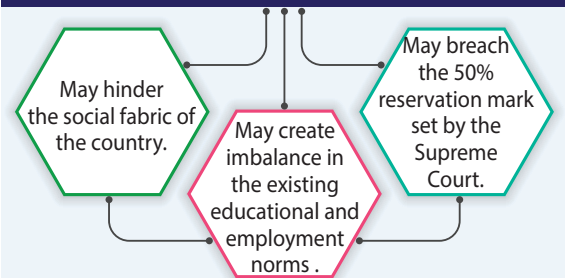 May hinder
the social fabric of
the country.
May create
imbalance in
the existing
educational and
employment
norms .
May breach
the 50%
reservation mark
set by the
Supreme
Court.